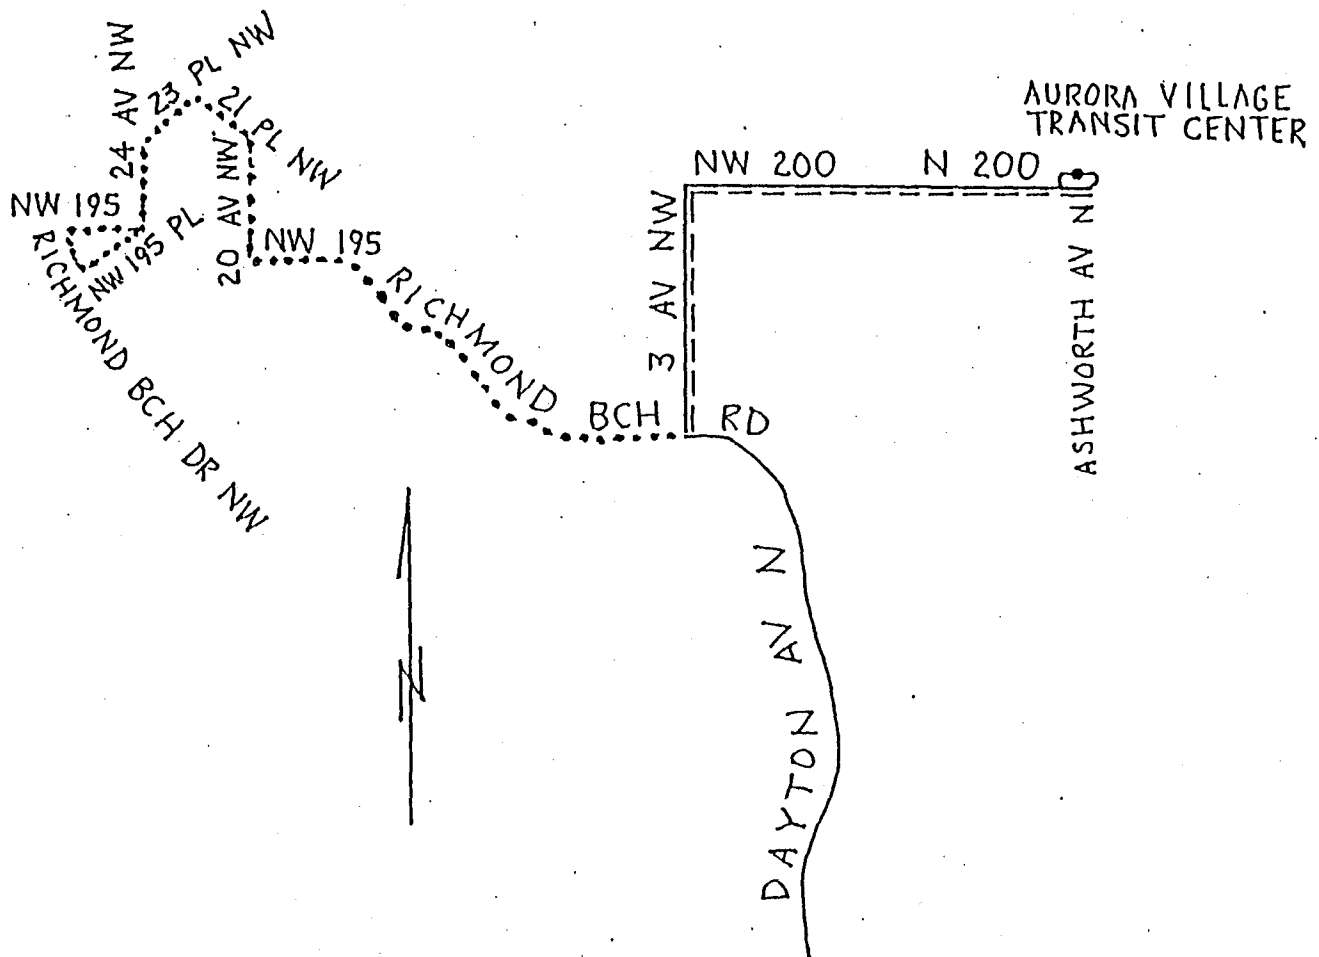 24 AV NW
23 PL NW
21 PL NW
AURORA VILLAGE
TRANSIT CENTER
NW 200
N 200
NW 195
NW 195 PL
20 AV NW
NW 195
3 AV NW
ASHWORTH AV N
RICHMOND BCH RD
RICHMOND BCH DR NW
DAYTON AV N
N